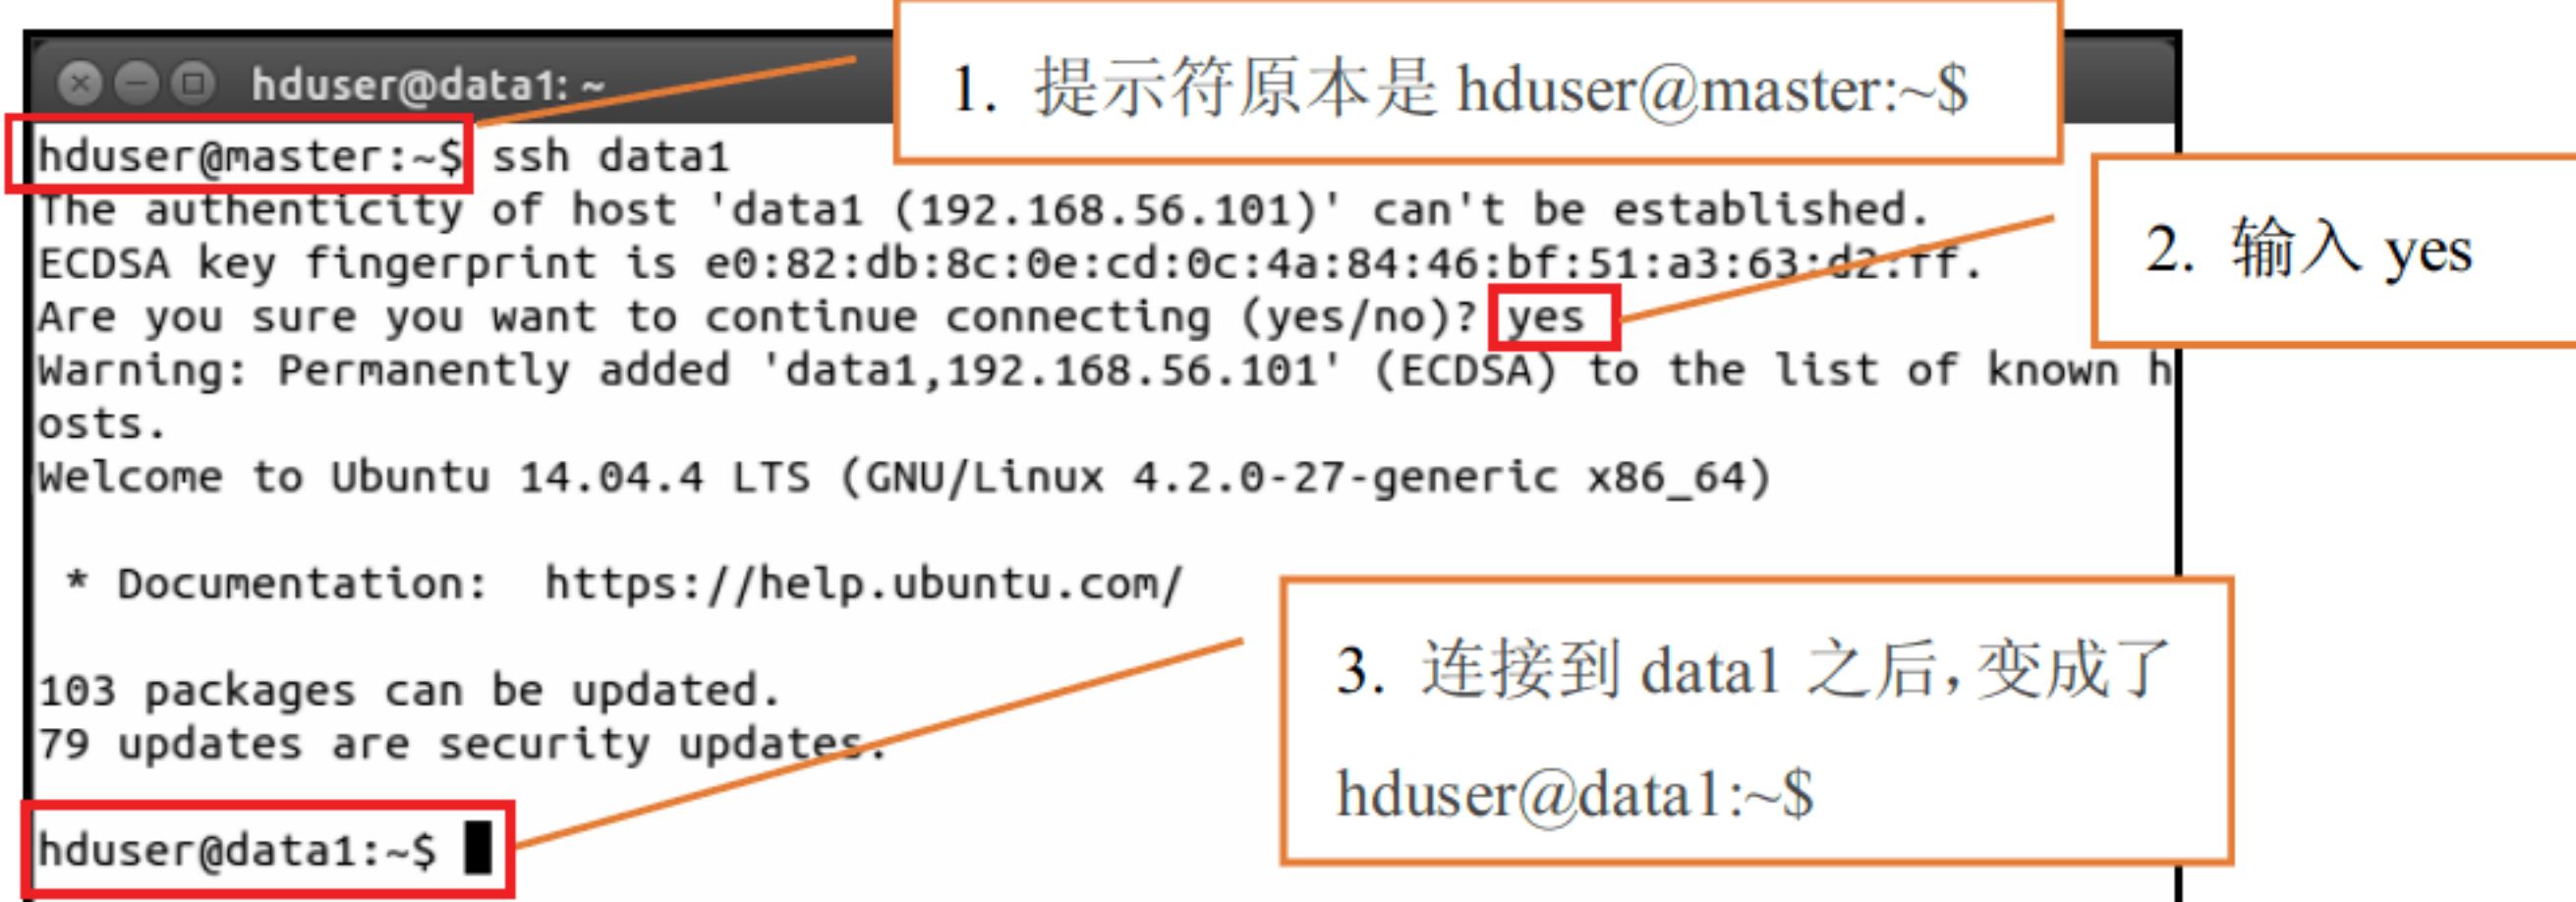 hduser@data1: ~
1. 提示符原本是 hduser@master:~$
hduser@master:~$ ssh data1
The authenticity of host 'data1 (192.168.56.101)' can't be established.
ECDSA key fingerprint is e0:82:db:8c:0e:cd:0c:4a:84:46:bf:51:a3:63:d2:ff.
2. 输入 yes
Are you sure you want to continue connecting (yes/no)? yes
Warning: Permanently added 'data1,192.168.56.101' (ECDSA) to the list of known h
osts.
Welcome to Ubuntu 14.04.4 LTS (GNU/Linux 4.2.0-27-generic x86_64)
* Documentation:  https://help.ubuntu.com/
103 packages can be updated.
79 updates are security updates.
3. 连接到 data1 之后，变成了
hduser@data1:~$
hduser@data1:~$